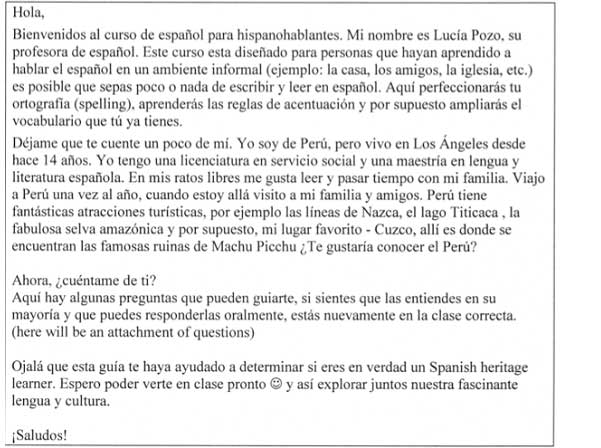 Hola,
Bienvenidos al curso de español para hispanohablantes. Mi nombre es Lucía Pozo, su
profesora de español. Este curso esta diseñado para personas que hayan aprendido a
hablar el español en un ambiente informal (ejemplo: la casa, los amigos, la iglesia, etc.)
es posible que sepas poco o nada de escribir y leer en español. Aquí perfeccionarás tu
ortografía (spelling), aprenderás las reglas de acentuación y por supuesto ampliarás el
vocabulario que tú ya tienes.
Déjame que te cuente un poco de mí. Yo soy de Perú, pero vivo en Los Ángeles desde
hace 14 años. Yo tengo una licenciatura en servicio social y una maestría en lengua y
literatura española. En mis ratos libres me gusta leer y pasar tiempo con mi familia. Viajo
a Perú una vez al año, cuando estoy allá visito a mi familia y amigos. Perú tiene
fantásticas atracciones turísticas, por ejemplo las líneas de Nazca, el lago Titicaca , la
fabulosa selva amazónica y por supuesto, mi lugar favorito - Cuzco, allí es donde se
encuentran las famosas ruinas de Machu Picchu ¿Te gustaría conocer el Perú?
Ahora, ¿cuéntame de ti?
Aquí hay algunas preguntas que pueden guiarte, si sientes que las entiendes en su
mayoría y que puedes responderlas oralmente, estás nuevamente en la clase correcta.
(here will be an attachment of questions)
Ojalá que esta guía te haya ayudado a determinar si eres en verdad un Spanish heritage
learner. Espero poder verte en clase pronto ☺ y así explorar juntos nuestra fascinante
lengua y cultura.
¡Saludos!